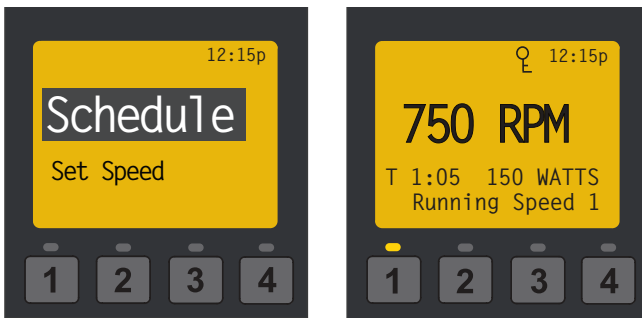 12:15p
Schedule
Set Speed
1 2 3 4
12:15p
750 RPM
T 1:05 150 WATTS
Running Speed 1
1 2 3 4